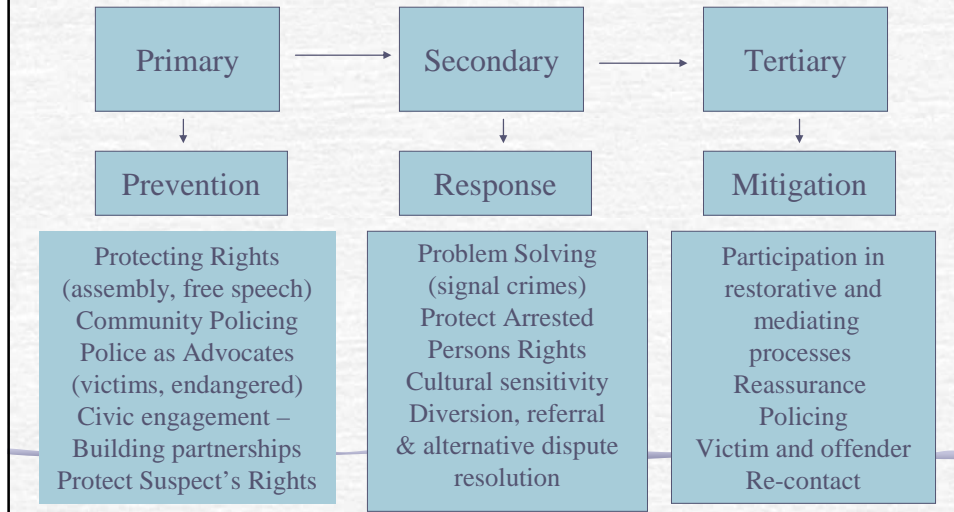 Primary
Secondary
Tertiary
Prevention
Response
Mitigation
Protecting Rights
(assembly, free speech)
Community Policing
Police as Advocates
(victims, endangered)
Civic engagement –
Building partnerships
Protect Suspect's Rights
Problem Solving
(signal crimes)
Protect Arrested
Persons Rights
Cultural sensitivity
Diversion, referral
& alternative dispute
resolution
Participation in
restorative and
mediating
processes
Reassurance
Policing
Victim and offender
Re-contact